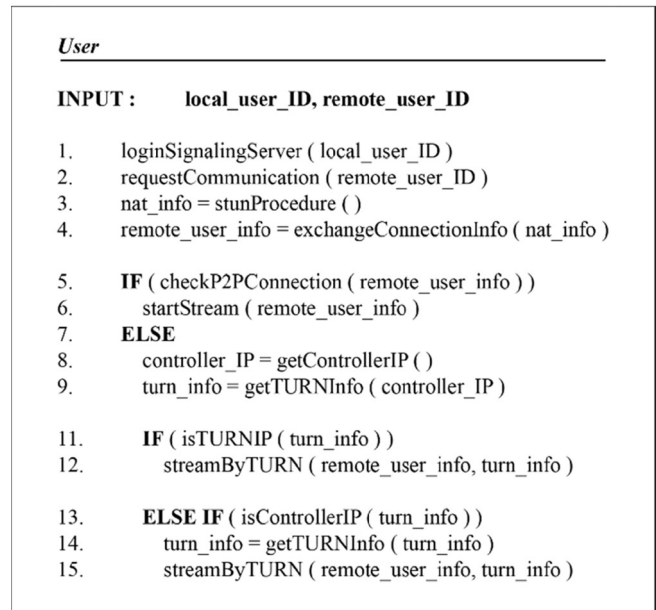 User
INPUT : local_user_ID, remote_user_ID
1. loginSignalingServer ( local_user_ID )
2. requestCommunication ( remote_user_ID )
3. nat_info = stunProcedure ( )
4. remote_user_info = exchangeConnectionInfo ( nat_info )
5. IF ( checkP2PConnection ( remote_user_info ) )
6. startStream ( remote_user_info )
7. ELSE
8. controller_IP = getControllerIP ( )
9. turn_info = getTURNInfo ( controller_IP )
11. IF ( isTURNIP ( turn_info ) )
12. streamByTURN ( remote_user_info, turn_info )
13. ELSE IF ( isControllerIP ( turn_info ) )
14. turn_info = getTURNInfo ( turn_info )
15. streamByTURN ( remote_user_info, turn_info )